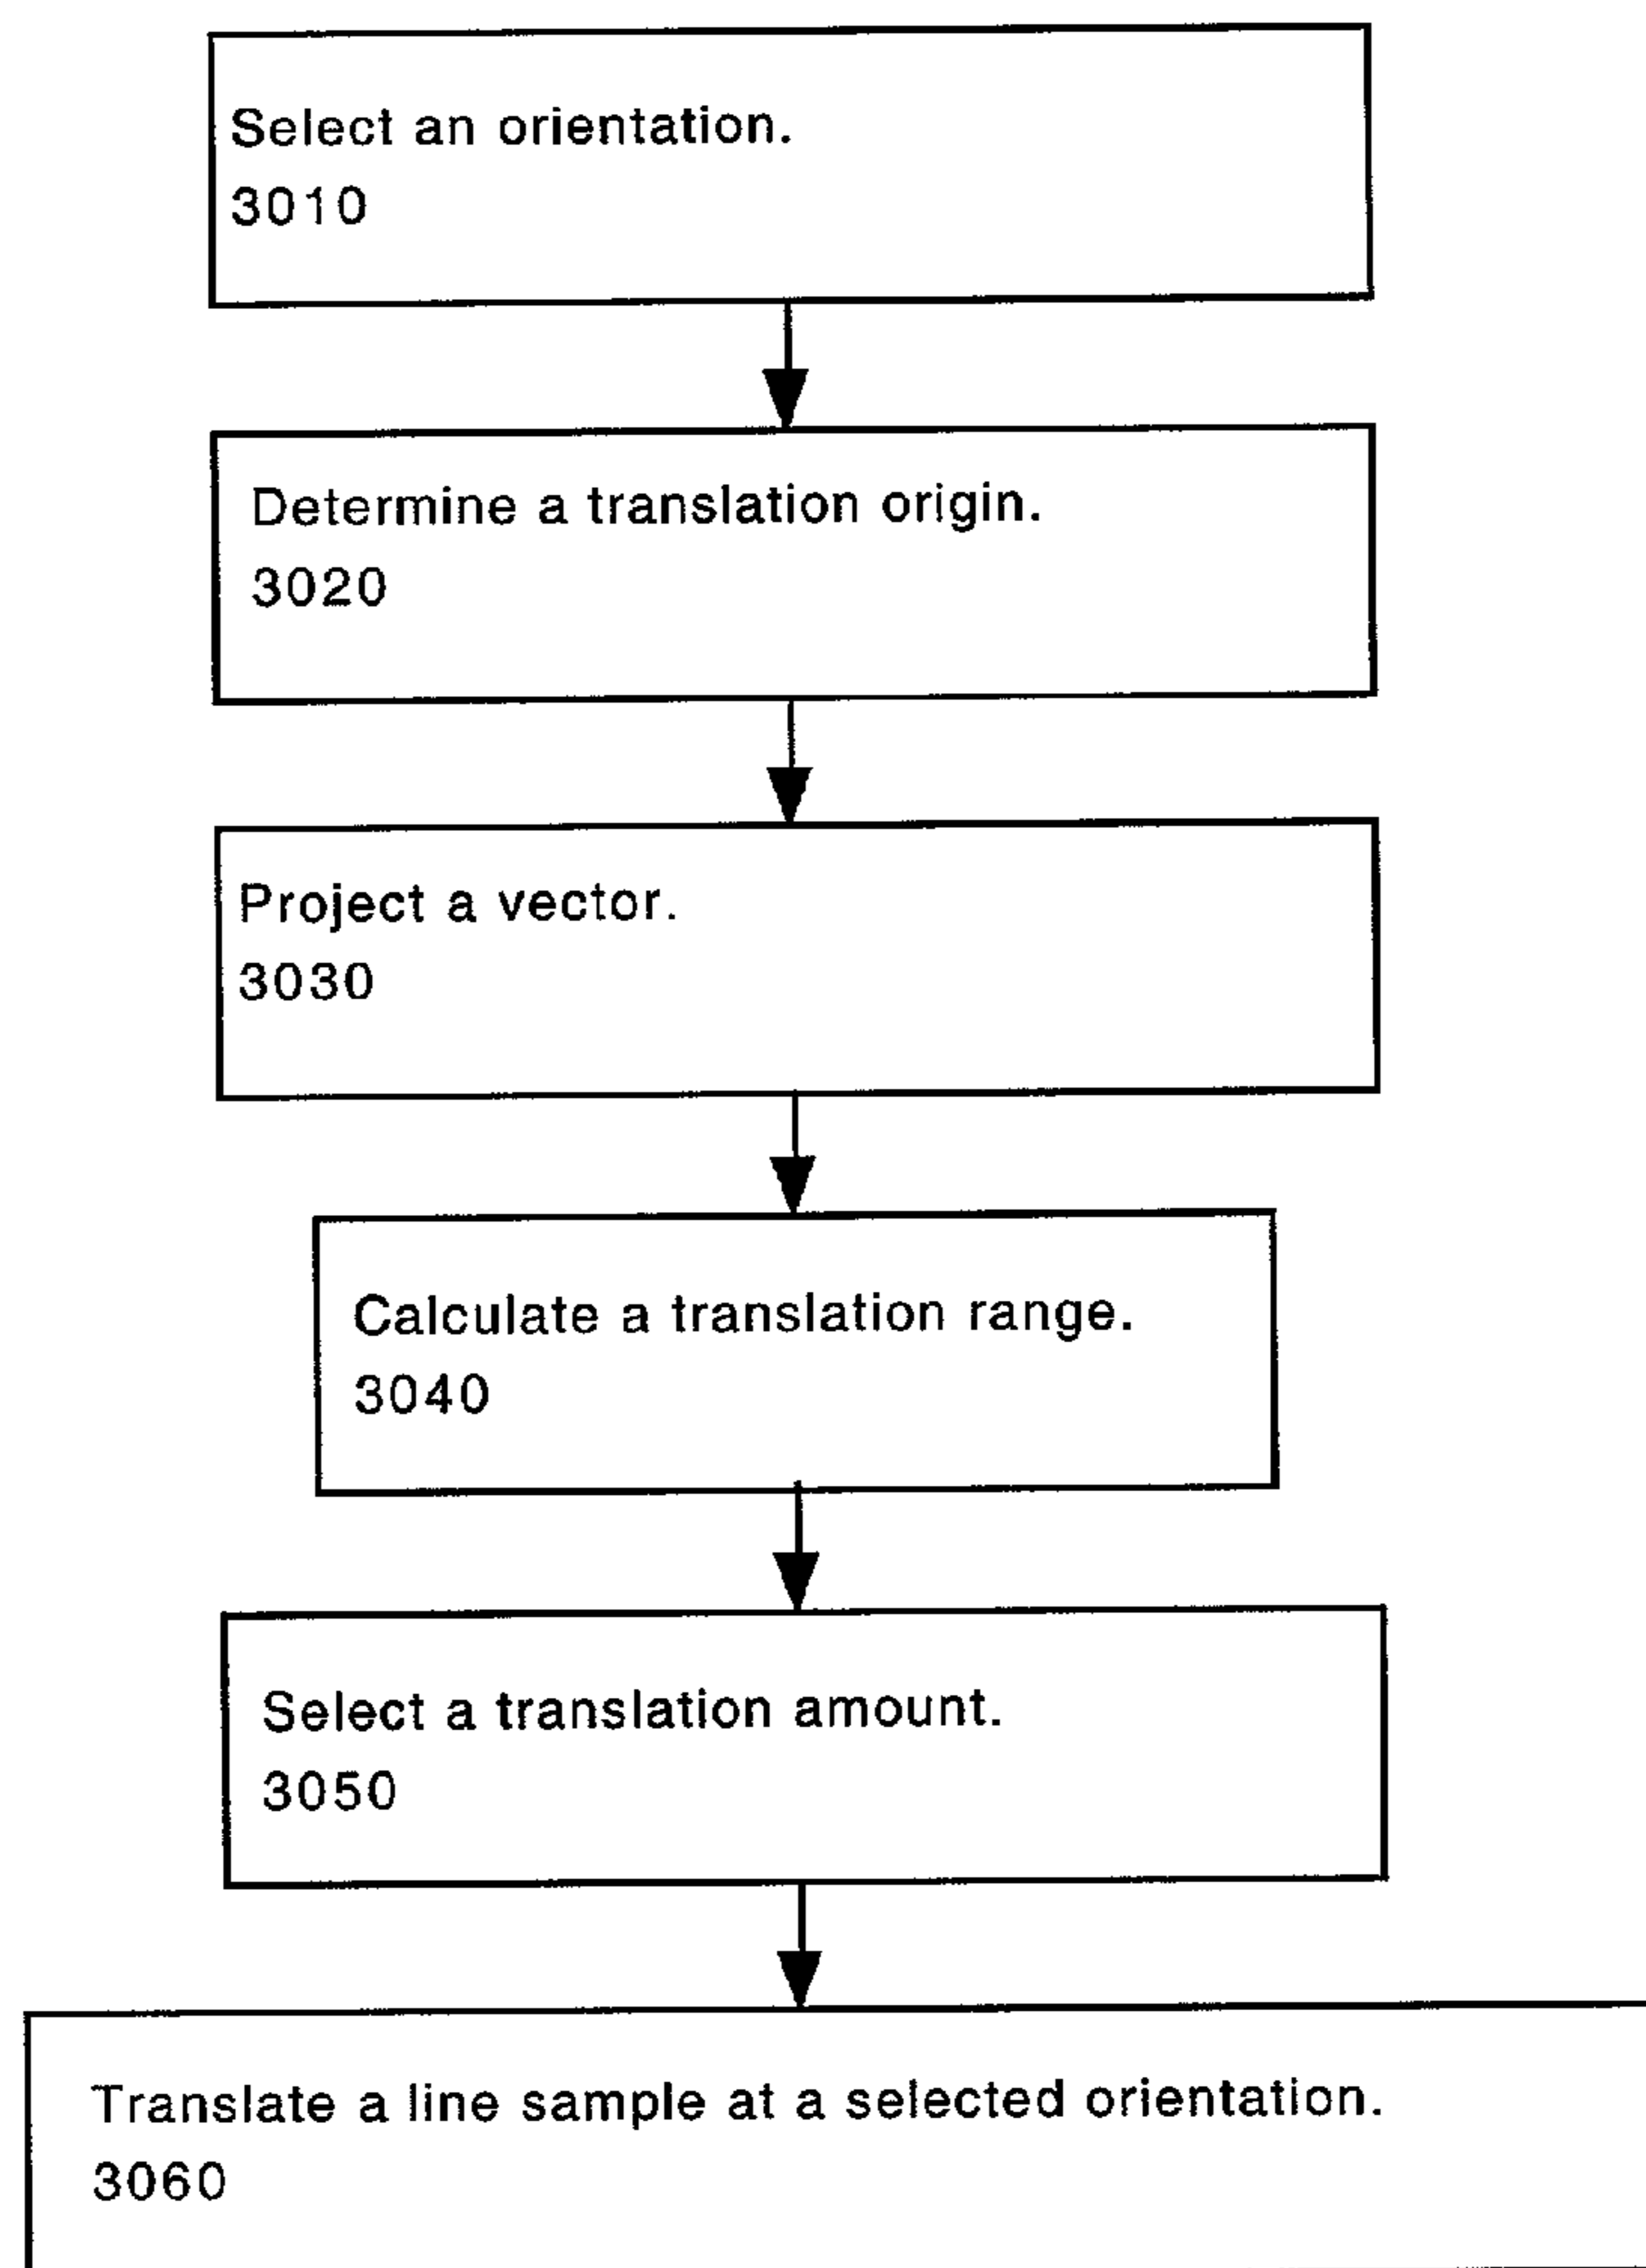 Select an orientation.
3010
Determine a translation origin.
3020
Project a vector.
3030
Calculate a translation range.
3040
Select a translation amount.
3050
Translate a line sample at a selected orientation.
3060